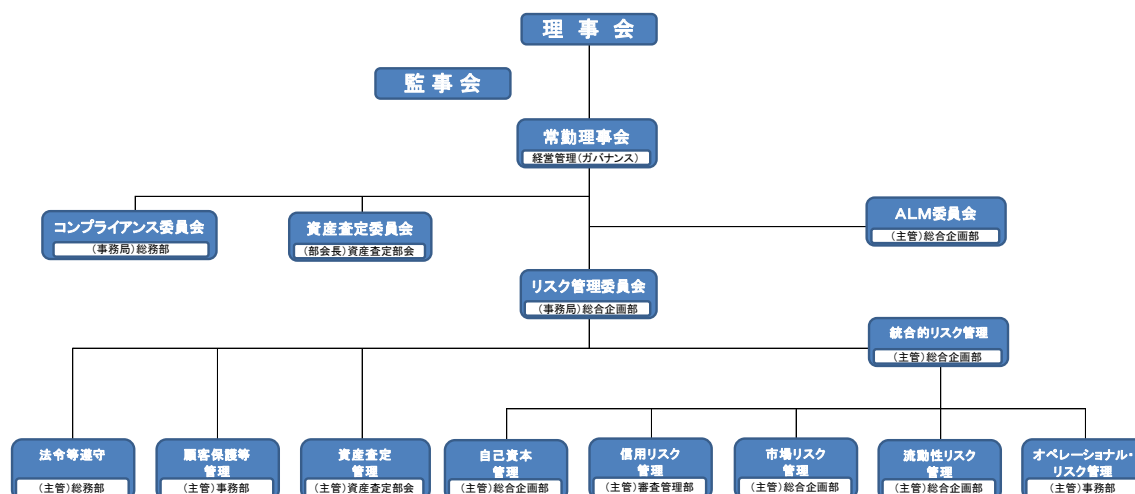 理事会
監事会
常勤理事会
経営管理(ガバナンス)
コンプライアンス委員会
(事務局)総務部
資産査定委員会
(部会長)資産査定部会
ALM委員会
(主管)総合企画部
リスク管理委員会
(事務局)総合企画部
統合的リスク管理
(主管)総合企画部
法令等遵守
(主管)総務部
顧客保護等
管理
(主管)事務部
資産査定
管理
(主管)資産査定部会
自己資本
管理
(主管)総合企画部
信用リスク
管理
(主管)審査管理部
市場リスク
管理
(主管)総合企画部
流動性リスク
管理
(主管)総合企画部
オペレーショナル・
リスク管理
(主管)事務部